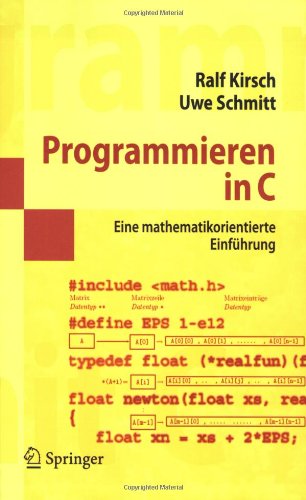 Ralf Kirsch
Uwe Schmitt
Programmieren
in C
Eine mathematikorientierte
Einführung
#include <math.h>
Matrix Matrixzeile Matrixeinträge
Datentyp ** Datentyp * Datentyp
#define EPS 1-e12
A A[0] A[0][0] , A[0][1] , ...... , A[0][n-1]
typedef float (*realfun)(f
*(A+i) A[i] A[i][0] , .. , A[i][j] , .. , A[i][n-1]
float newton(float xs, rea
{ A[m-1] A[m-1][0] , ...... , A[m-1][n-1]
float xn = xs + 2*EPS;
Springer